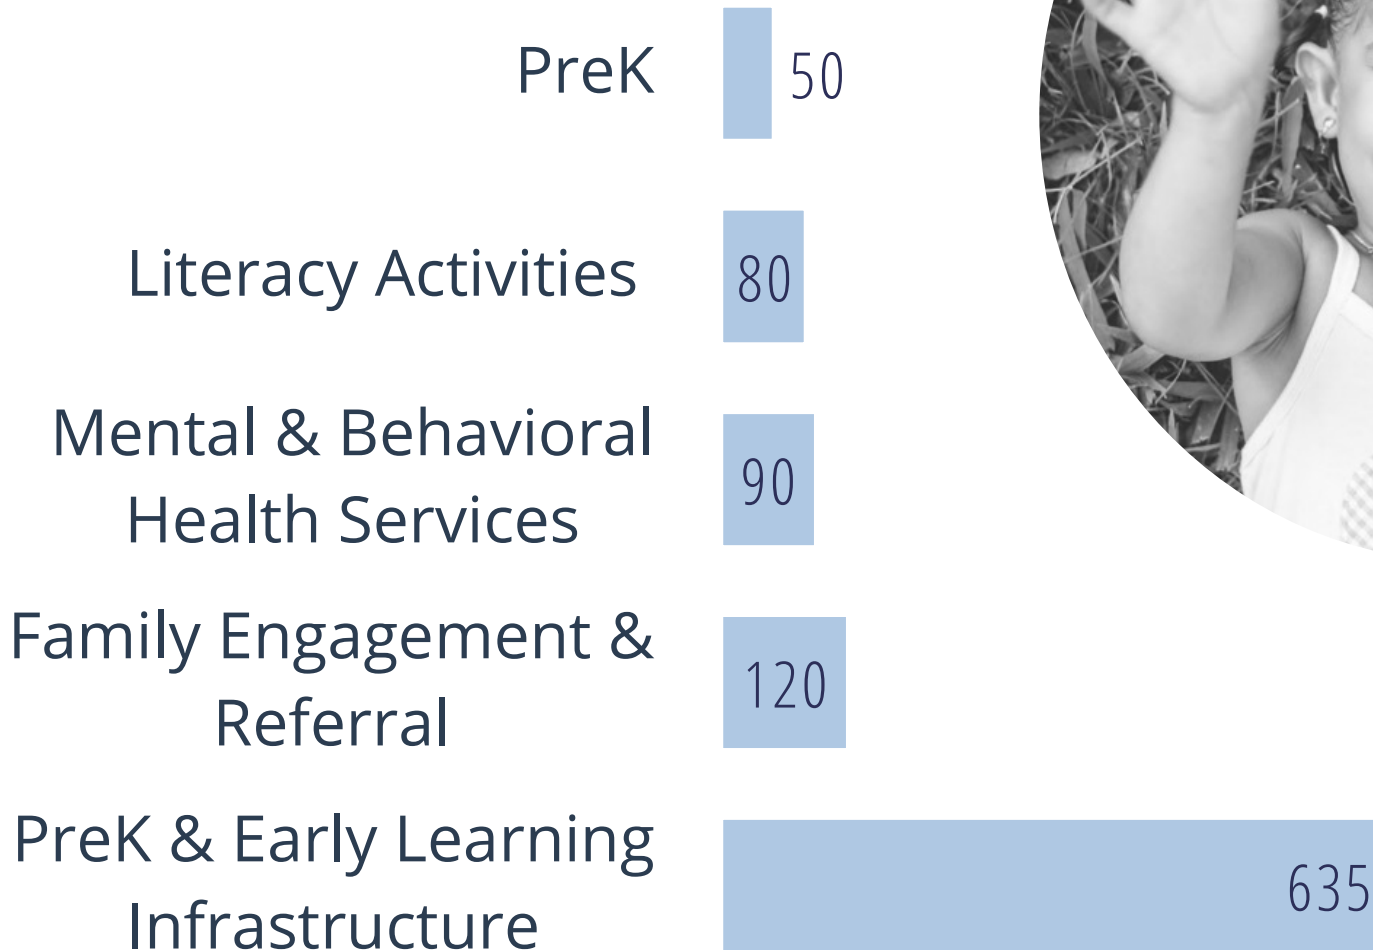 PreK
50
Literacy Activities
80
Mental & Behavioral
Health Services
90
Family Engagement &
Referral
120
PreK & Early Learning
Infrastructure
635